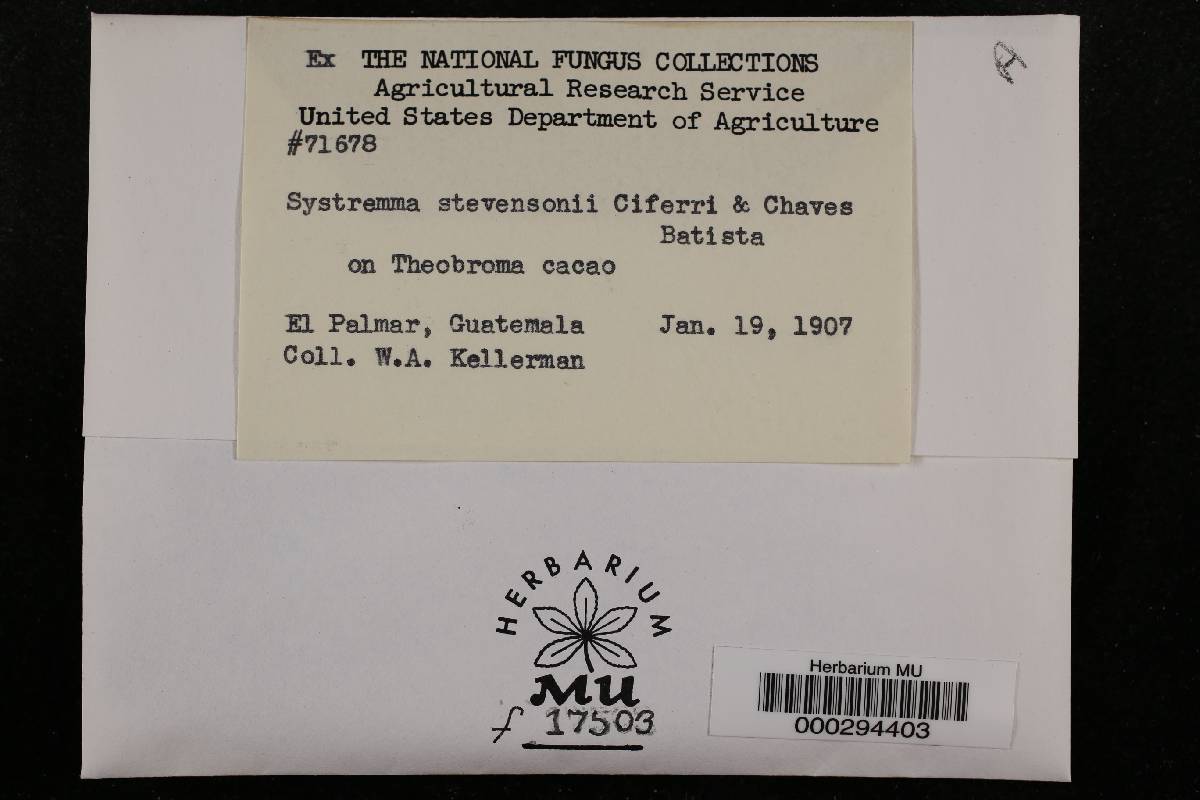 Ex THE NATIONAL FUNGUS COLLECTIONS
Agricultural Research Service
United States Department of Agriculture
#71678
Systremma stevensonii Ciferri & Chaves
Batista
on Theobroma cacao
El Palmar, Guatemala Jan. 19, 1907
Coll. W.A. Kellerman
HERBARIUM
MU
f 17503
Herbarium MU
000294403